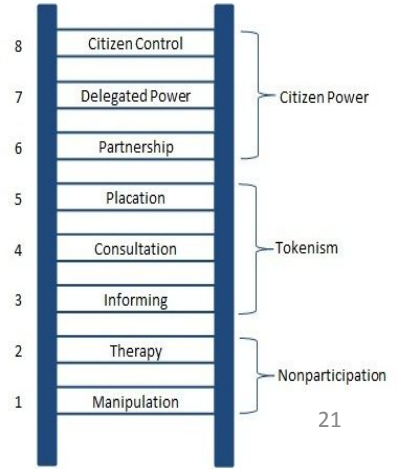 8 Citizen Control
7 Delegated Power
Citizen Power
6 Partnership
5 Placation
4 Consultation
Tokenism
3 Informing
2 Therapy
Nonparticipation
1 Manipulation
21